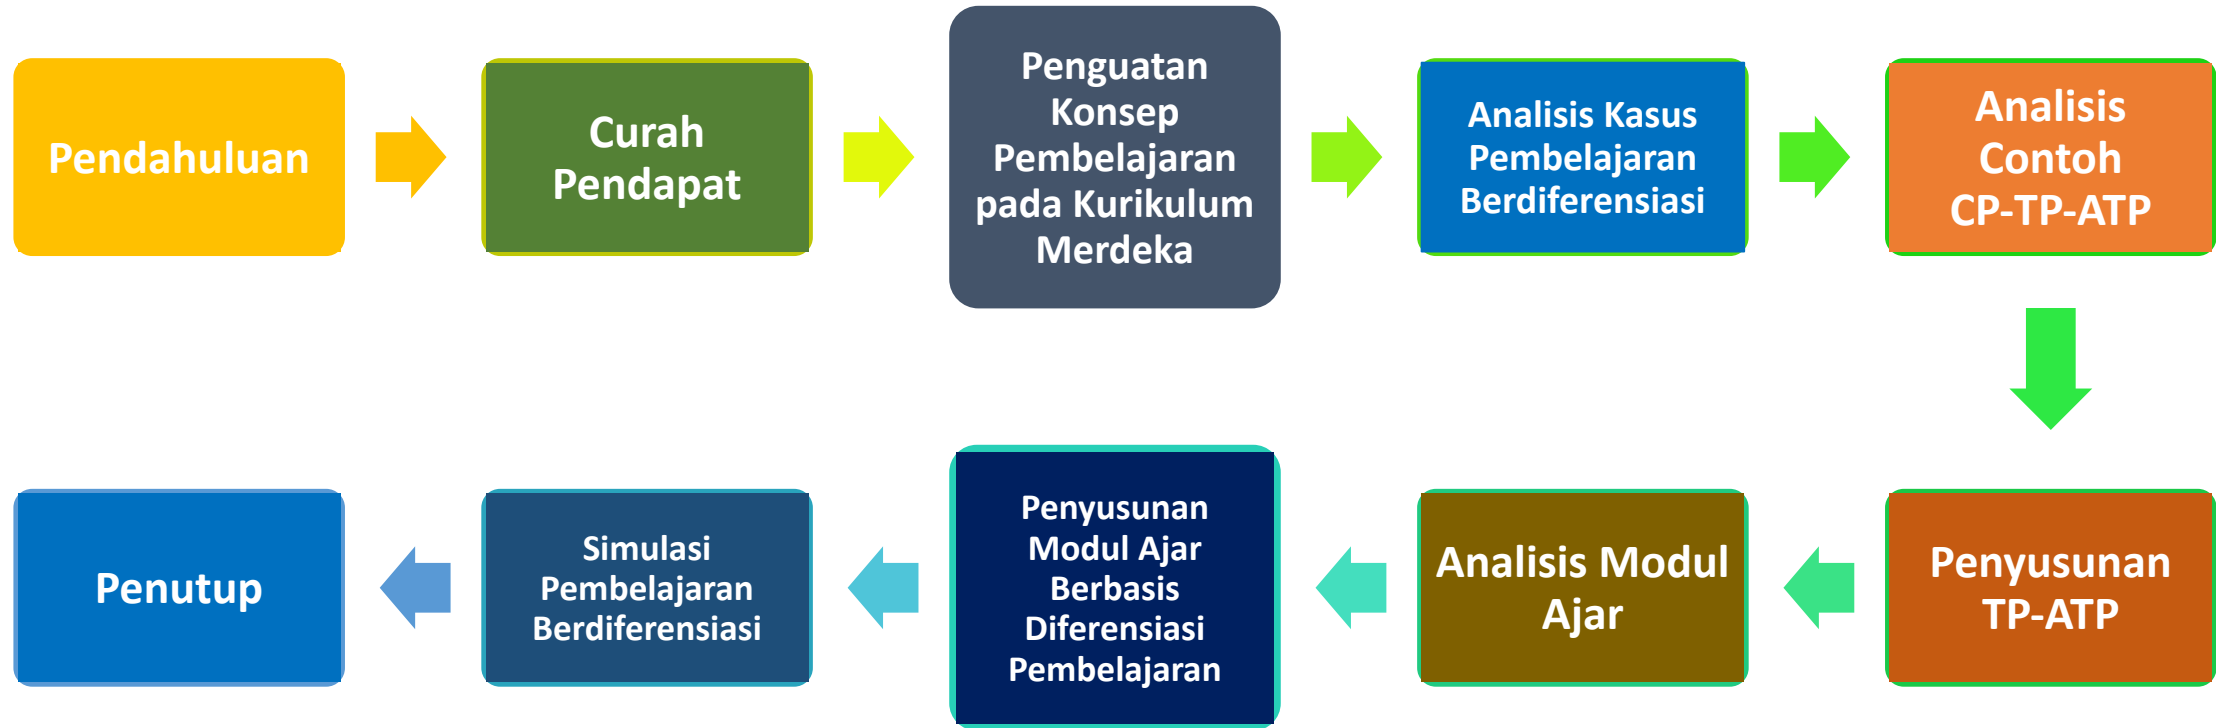 Pendahuluan
Curah
Pendapat
Penguatan
Konsep
Pembelajaran
pada Kurikulum
Merdeka
Analisis Kasus
Pembelajaran
Berdiferensiasi
Analisis
Contoh
CP-TP-ATP
Penyusunan
TP-ATP
Analisis Modul
Ajar
Penyusunan
Modul Ajar
Berbasis
Diferensiasi
Pembelajaran
Simulasi
Pembelajaran
Berdiferensiasi
Penutup